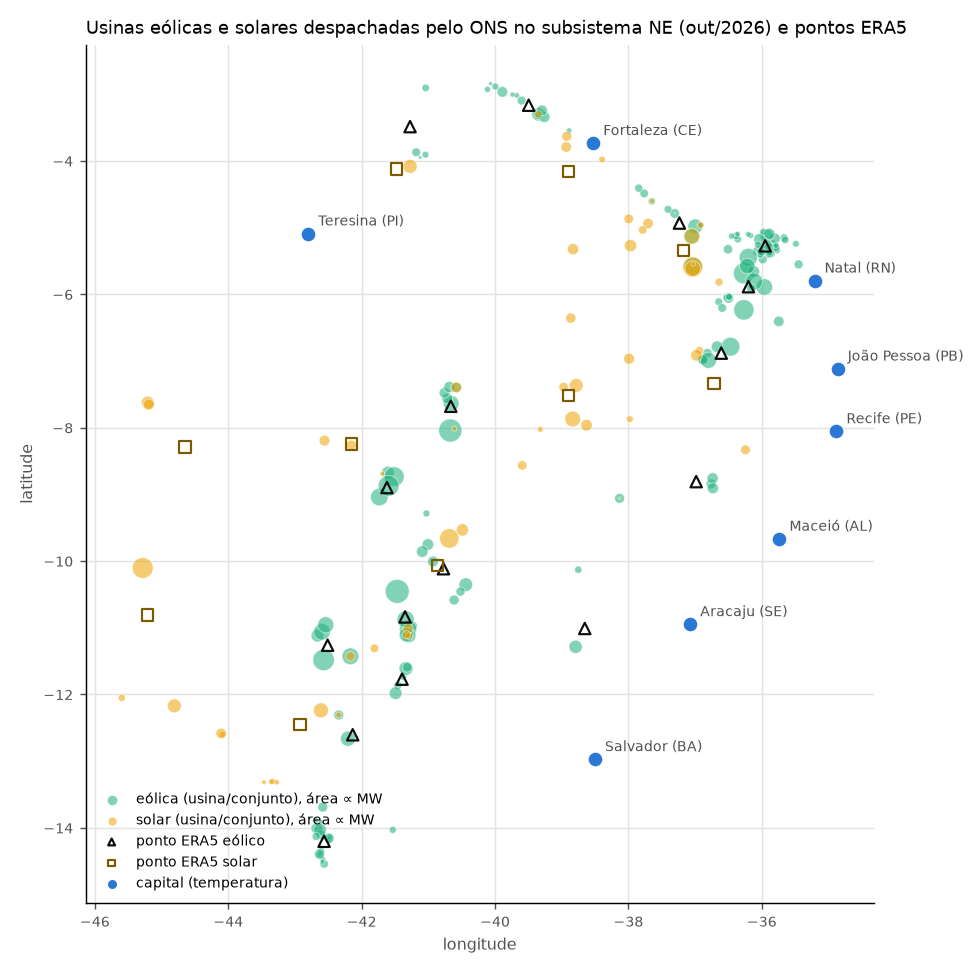 Usinas eólicas e solares despachadas pelo ONS no subsistema NE (out/2026) e pontos ERA5
Fortaleza (CE)
−4
Teresina (PI)
Natal (RN)
−6
João Pessoa (PB)
Recife (PE)
−8
latitude
Maceió (AL)
−10
Aracaju (SE)
−12
Salvador (BA)
eólica (usina/conjunto), área ∝ MW
solar (usina/conjunto), área ∝ MW
−14
ponto ERA5 eólico
ponto ERA5 solar
capital (temperatura)
−46 −44 −42 −40 −38 −36
longitude